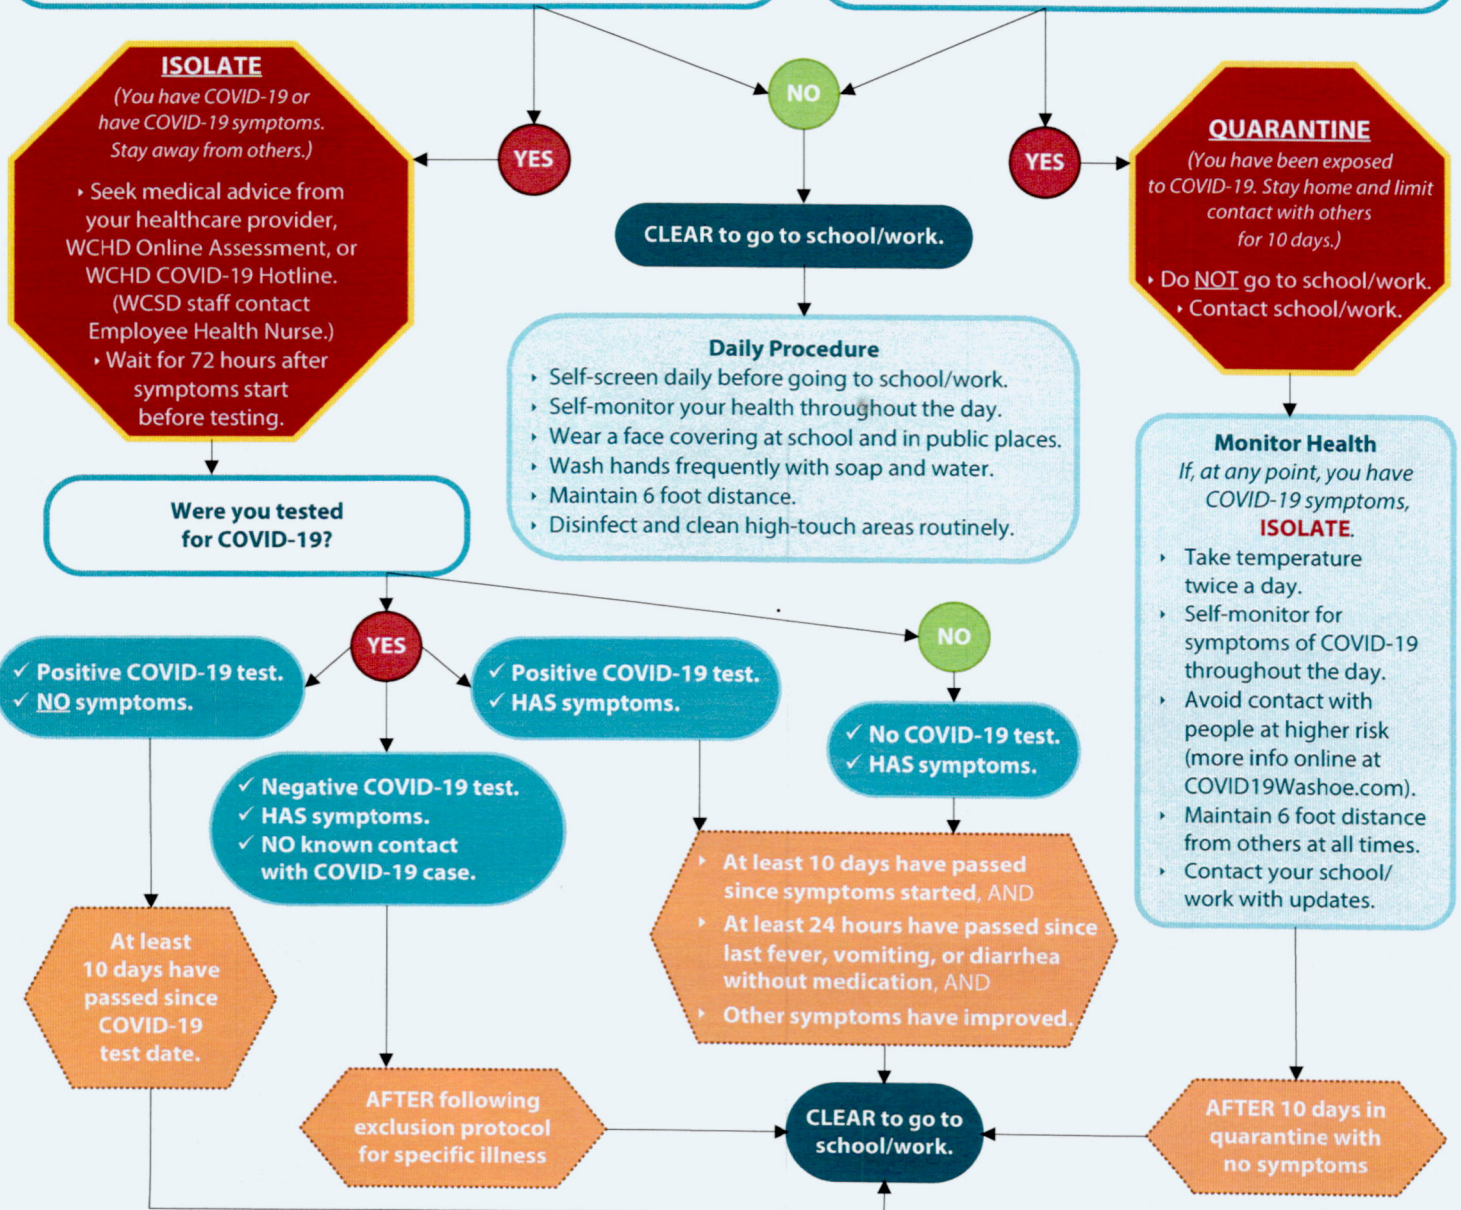 ISOLATE
(You have COVID-19 or
have COVID-19 symptoms.
Stay away from others.)
‣ Seek medical advice from
your healthcare provider,
WCHD Online Assessment, or
WCHD COVID-19 Hotline.
(WCSD staff contact
Employee Health Nurse.)
‣ Wait for 72 hours after
symptoms start
before testing.
YES
NO
YES
QUARANTINE
(You have been exposed
to COVID-19. Stay home and limit
contact with others
for 10 days.)
‣ Do NOT go to school/work.
‣ Contact school/work.
CLEAR to go to school/work.
Daily Procedure
‣ Self-screen daily before going to school/work.
‣ Self-monitor your health throughout the day.
‣ Wear a face covering at school and in public places.
‣ Wash hands frequently with soap and water.
‣ Maintain 6 foot distance.
‣ Disinfect and clean high-touch areas routinely.
Monitor Health
If, at any point, you have
COVID-19 symptoms,
ISOLATE.
‣ Take temperature
twice a day.
‣ Self-monitor for
symptoms of COVID-19
throughout the day.
‣ Avoid contact with
people at higher risk
(more info online at
COVID19Washoe.com).
‣ Maintain 6 foot distance
from others at all times.
‣ Contact your school/
work with updates.
Were you tested
for COVID-19?
YES
NO
✓ Positive COVID-19 test.
✓ NO symptoms.
✓ Positive COVID-19 test.
✓ HAS symptoms.
✓ No COVID-19 test.
✓ HAS symptoms.
✓ Negative COVID-19 test.
✓ HAS symptoms.
✓ NO known contact
with COVID-19 case.
‣ At least 10 days have passed
since symptoms started, AND
‣ At least 24 hours have passed since
last fever, vomiting, or diarrhea
without medication, AND
‣ Other symptoms have improved.
At least
10 days have
passed since
COVID-19
test date.
AFTER following
exclusion protocol
for specific illness
CLEAR to go to
school/work.
AFTER 10 days in
quarantine with
no symptoms